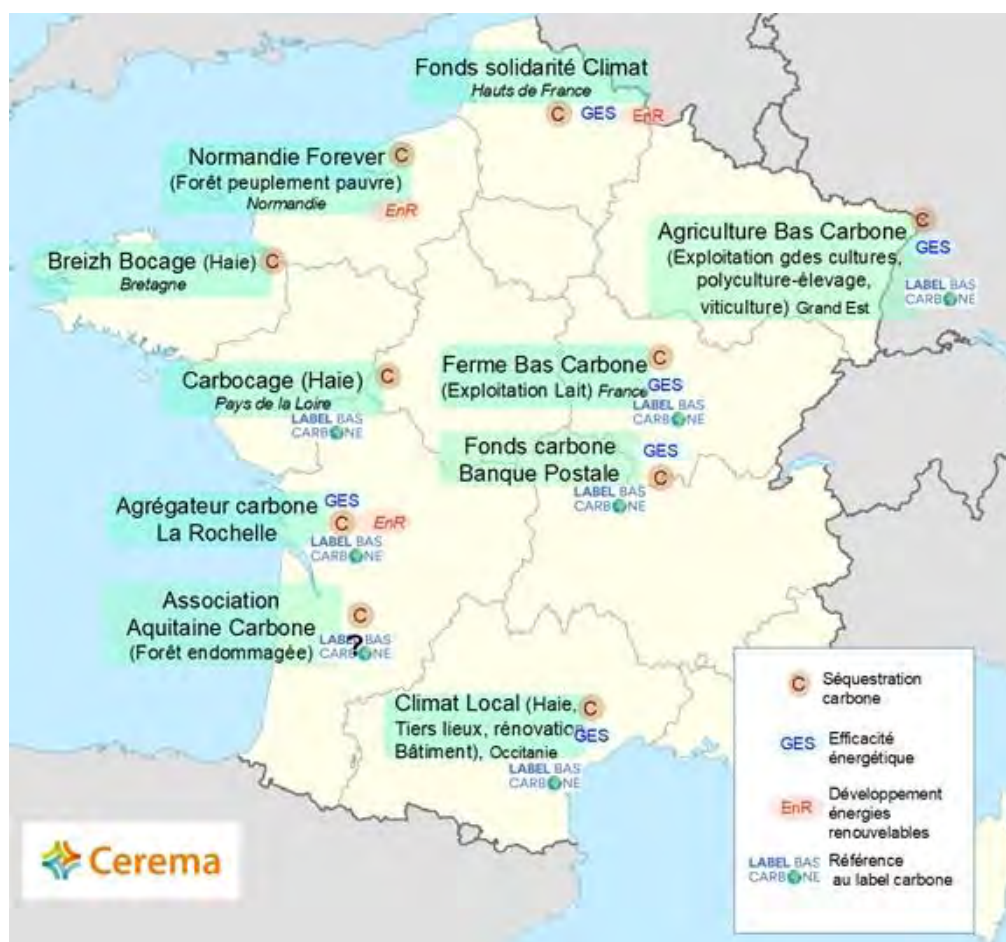 Fonds solidarité Climat
Hauts de France
C GES EnR
Normandie Forever C
(Forêt peuplement pauvre)
Normandie EnR
Breizh Bocage (Haie) C
Bretagne
Agriculture Bas Carbone C
(Exploitation gdes cultures, GES
polyculture-élevage,
viticulture) Grand Est
LABEL BAS
CARBONE
Carbocage (Haie) C
Pays de la Loire
LABEL BAS
CARBONE
Ferme Bas Carbone C
(Exploitation Lait) France GES
LABEL BAS
CARBONE
Fonds carbone GES
Banque Postale C
LABEL BAS
CARBONE
Agrégateur carbone GES
La Rochelle C EnR
LABEL BAS
CARBONE
Association C
Aquitaine Carbone
(Forêt endommagée)
LABEL BAS
CARBONE
?
Climat Local (Haie, C
Tiers lieux, rénovation GES
Bâtiment), Occitanie
LABEL BAS
CARBONE
C Séquestration
carbone
GES Efficacité
énergétique
EnR Développement
énergies
renouvelables
LABEL BAS Référence
CARBONE au label carbone
Cerema